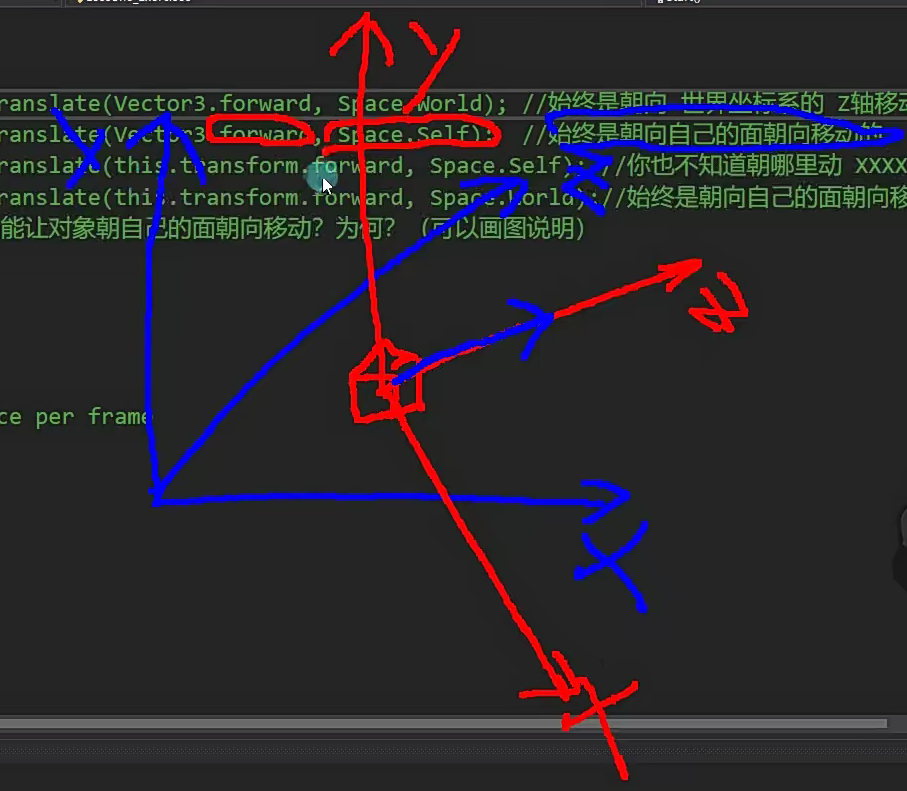 ranslate(Vector3.forward, Space.World); //始终是朝向 世界坐标系的 Z轴移动
ranslate(Vector3.forward, Space.Self); //始终是朝向自己的面朝向移动的
ranslate(this.transform.forward, Space.Self);//你也不知道朝哪里动 XXXX
ranslate(this.transform.forward, Space.World);//始终是朝向自己的面朝向移
能让对象朝自己的面朝向移动？为何？（可以画图说明)
ce per frame
y
Y
Z
Z
X
X